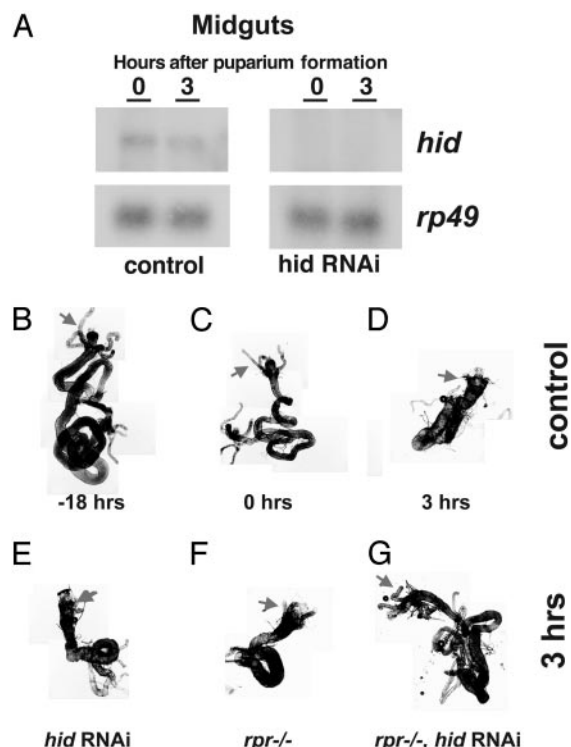 A
Midguts
Hours after puparium formation
0 3 0 3
hid
rp49
control hid RNAi
B C D
control
-18 hrs 0 hrs 3 hrs
E F G
3 hrs
hid RNAi rpr-/- rpr-/-, hid RNAi